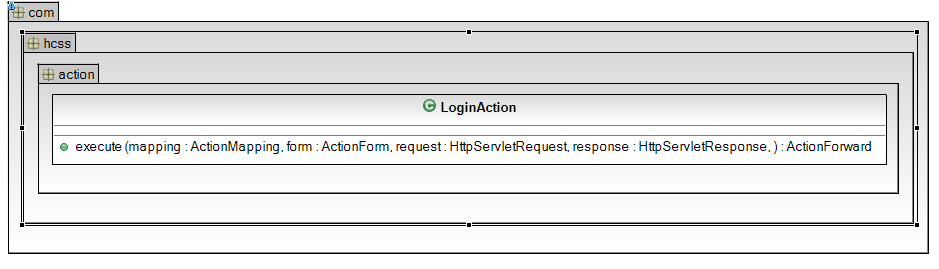 com
hcss
action
LoginAction
execute (mapping : ActionMapping, form : ActionForm, request : HttpServletRequest, response : HttpServletResponse, ) : ActionForward